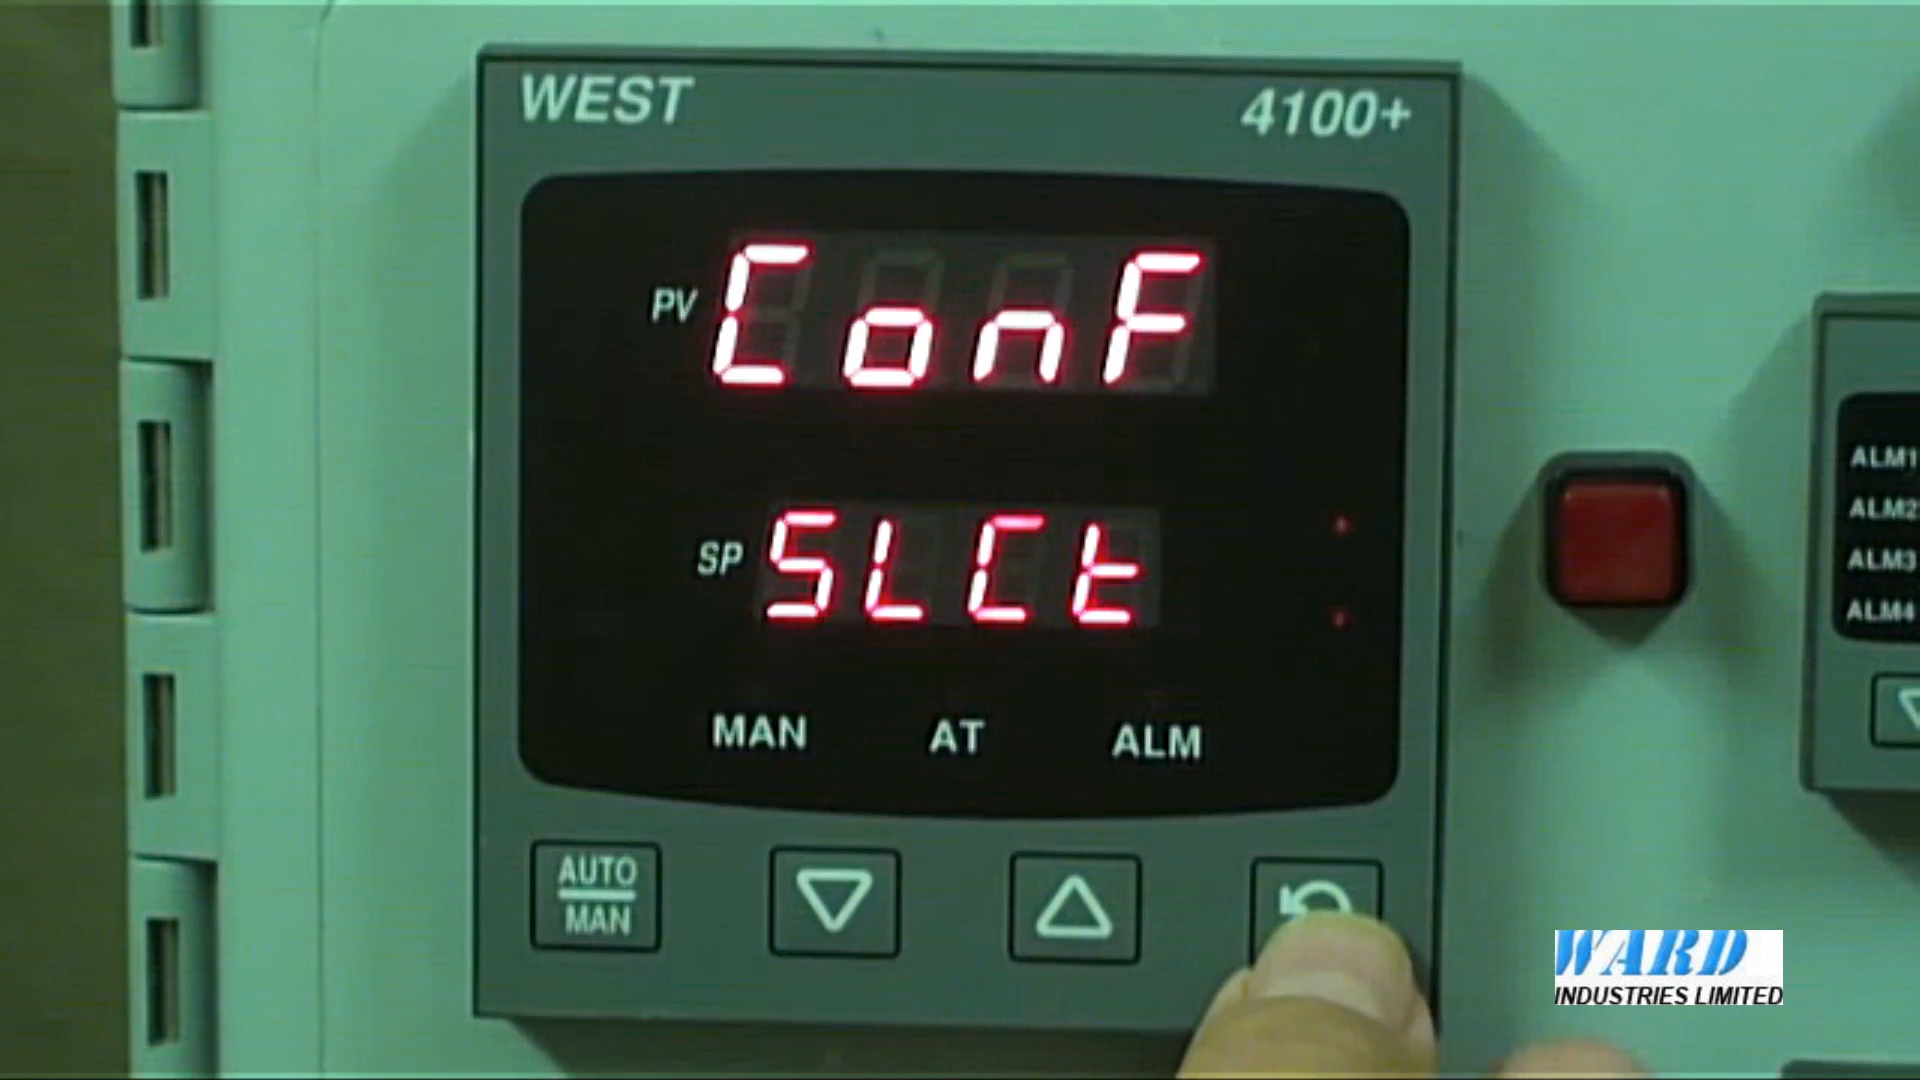 WEST 4100+
PV ConF
SP SLCt
MAN AT ALM
AUTO
MAN
ALM1
ALM2
ALM3
ALM4
WARD
INDUSTRIES LIMITED